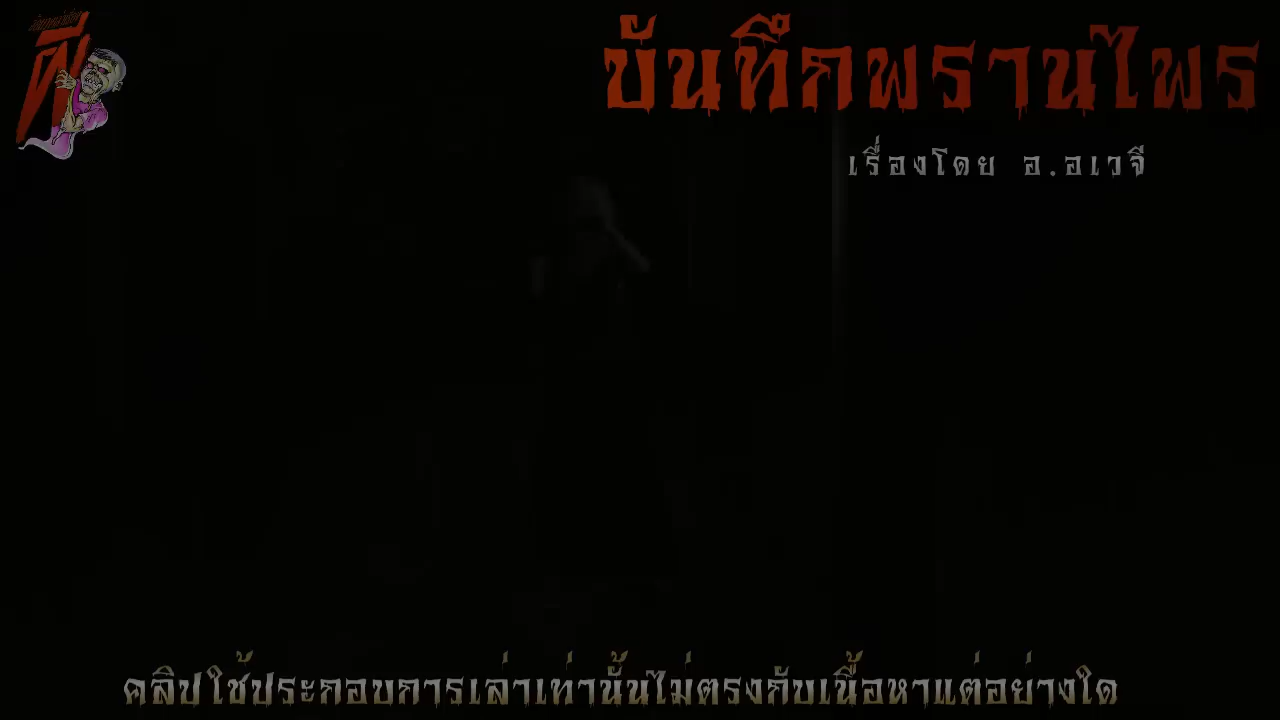 ผี
บันทึกพรานไพร
เรื่องโดย อ.อเวจี
คลิปใช้ประกอบการเล่าเท่านั้นไม่ตรงกับเนื้อหาแต่อย่างใด